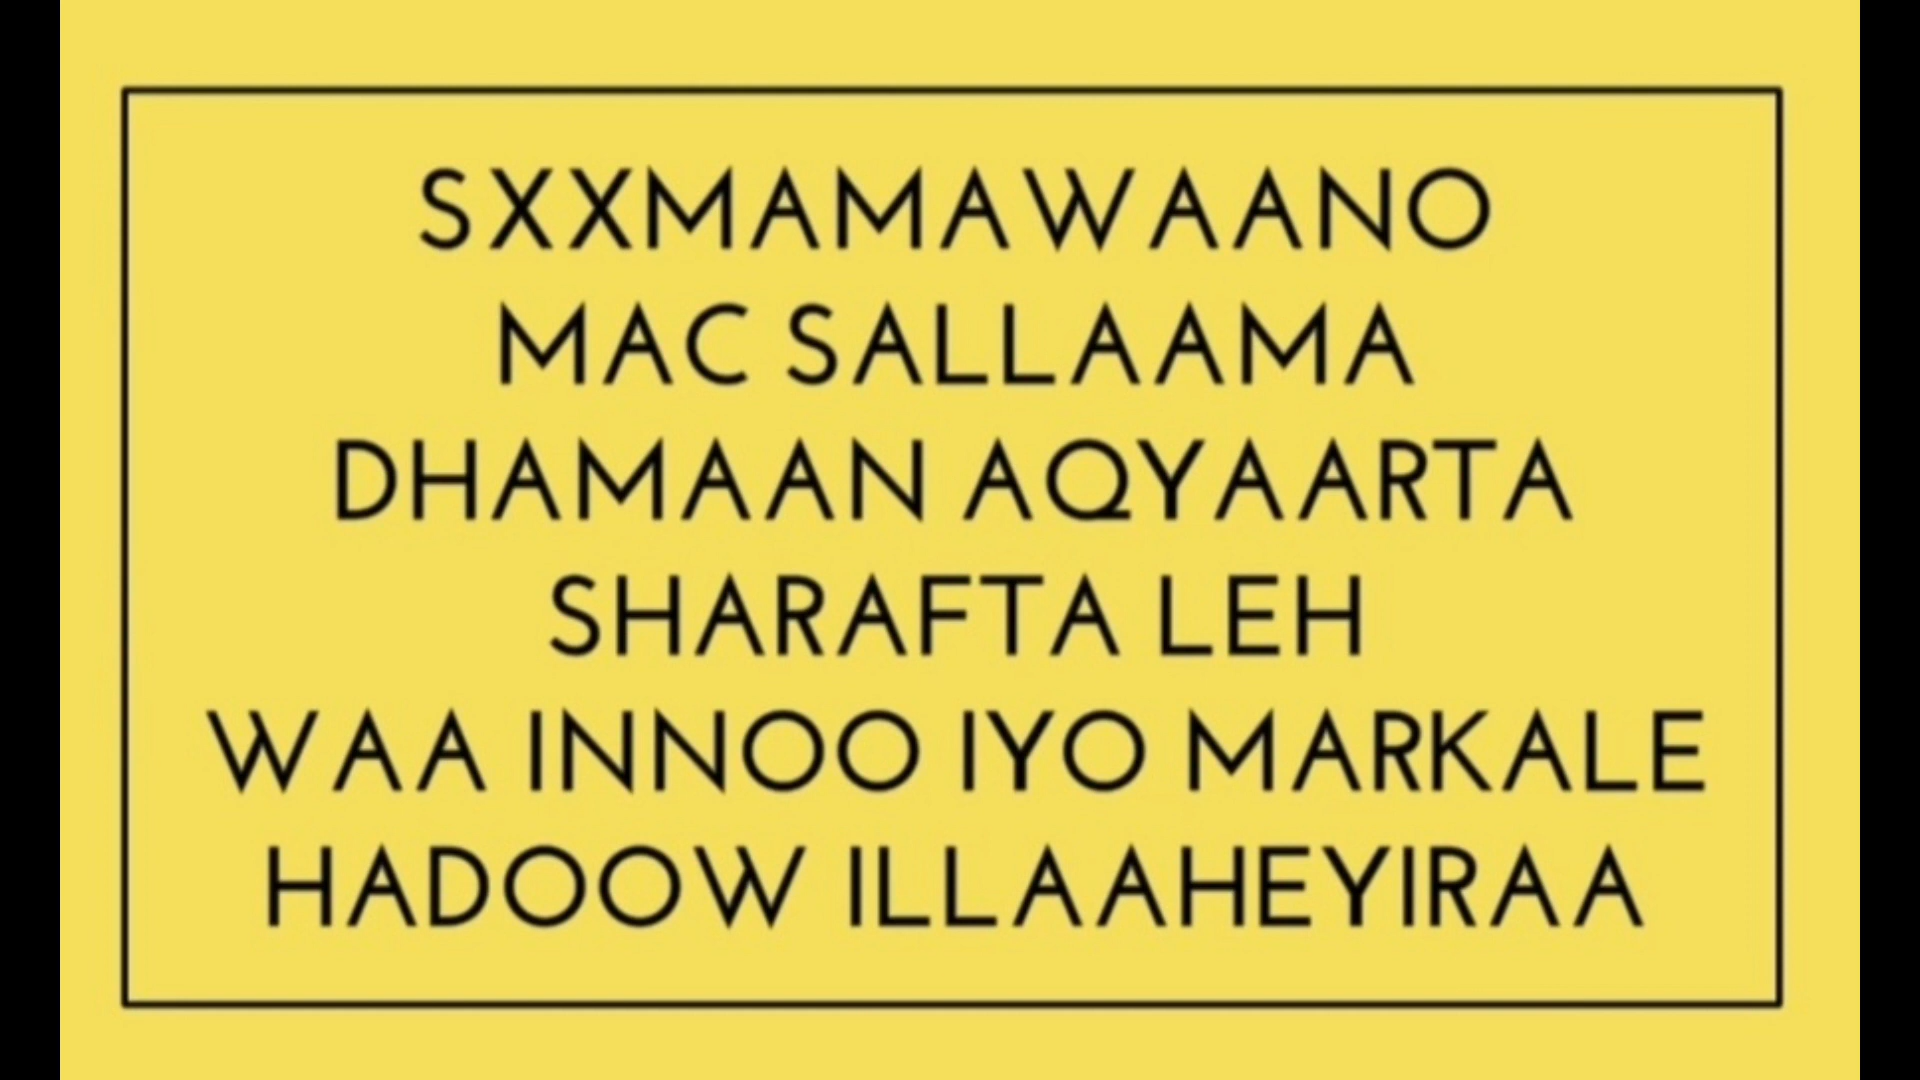 SXXMAMAWAANO
MAC SALLAAMA
DHAMAAN AQYAARTA
SHARAFTA LEH
WAA INNOO IYO MARKALE
HADOOW ILLAAHEYIRAA